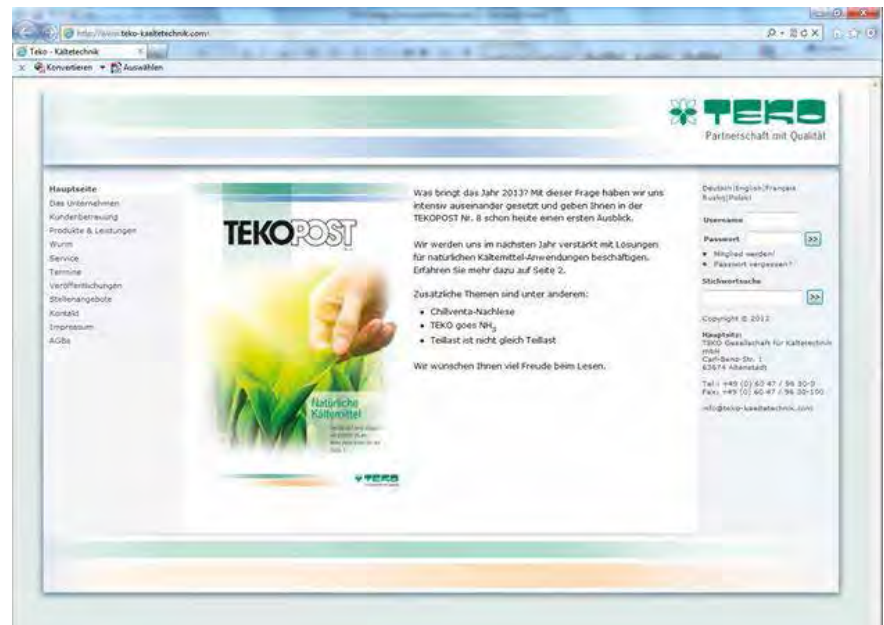 http://www.teko-kaeltetechnik.com/
Teko - Kältetechnik
x Konvertieren Auswählen
TEKO
Partnerschaft mit Qualität
Hauptseite
Das Unternehmen
Kundenbetreuung
Produkte & Leistungen
Wurm
Service
Termine
Veröffentlichungen
Stellenangebote
Kontakt
Impressum
AGBs
TEKOPOST
Natürliche
Kältemittel
TEKO
Was bringt das Jahr 2013? Mit dieser Frage haben wir uns
intensiv auseinander gesetzt und geben Ihnen in der
TEKOPOST Nr. 8 schon heute einen ersten Ausblick.
Wir werden uns im nächsten Jahr verstärkt mit Lösungen
für natürlichen Kältemittel-Anwendungen beschäftigen.
Erfahren Sie mehr dazu auf Seite 2.
Zusätzliche Themen sind unter anderem:
• Chillventa-Nachlese
• TEKO goes NH3
• Teillast ist nicht gleich Teillast
Wir wünschen Ihnen viel Freude beim Lesen.
Deutsch|English|Français
Ruskij|Polski
Username
Passwort >>
• Mitglied werden!
• Passwort vergessen?
Stichwortsuche
>>
Copyright © 2012
Hauptsitz:
TEKO Gesellschaft für Kältetechnik
mbH
Carl-Benz-Str. 1
63674 Altenstadt
Tel.: +49 (0) 60 47 / 96 30-0
Fax: +49 (0) 60 47 / 96 30-100
info@teko-kaeltetechnik.com